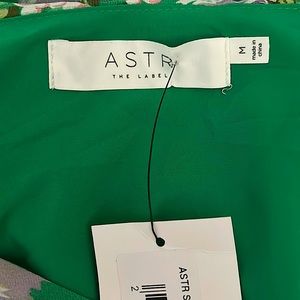 ASTR
THE LABEL
M
made in
china
ASTR S
2